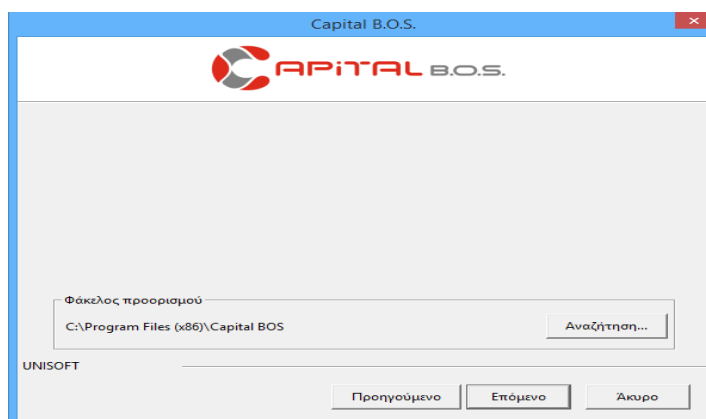 Capital B.O.S.
CAPiTAL B.O.S.
Φάκελος προορισμού
C:\Program Files (x86)\Capital BOS
Αναζήτηση...
UNISOFT
Προηγούμενο
Επόμενο
Άκυρο